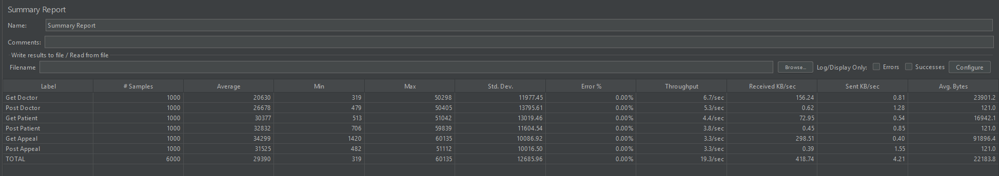 Summary Report
Name: Summary Report
Comments:
Write results to file / Read from file
Filename Browse... Log/Display Only: Errors Successes Configure
Label # Samples Average Min Max Std. Dev. Error % Throughput Received KB/sec Sent KB/sec Avg. Bytes
Get Doctor 1000 20630 319 50298 11977.45 0.00% 6.7/sec 156.24 0.81 23901.2
Post Doctor 1000 26678 479 50405 13795.61 0.00% 5.3/sec 0.62 1.28 121.0
Get Patient 1000 30377 513 51042 13019.46 0.00% 4.4/sec 72.95 0.54 16942.1
Post Patient 1000 32832 706 59839 11604.54 0.00% 3.8/sec 0.45 0.85 121.0
Get Appeal 1000 34299 1420 60135 10086.92 0.00% 3.3/sec 298.51 0.40 91896.4
Post Appeal 1000 31525 482 51112 10016.50 0.00% 3.3/sec 0.39 1.55 121.0
TOTAL 6000 29390 319 60135 12685.96 0.00% 19.3/sec 418.74 4.21 22183.8